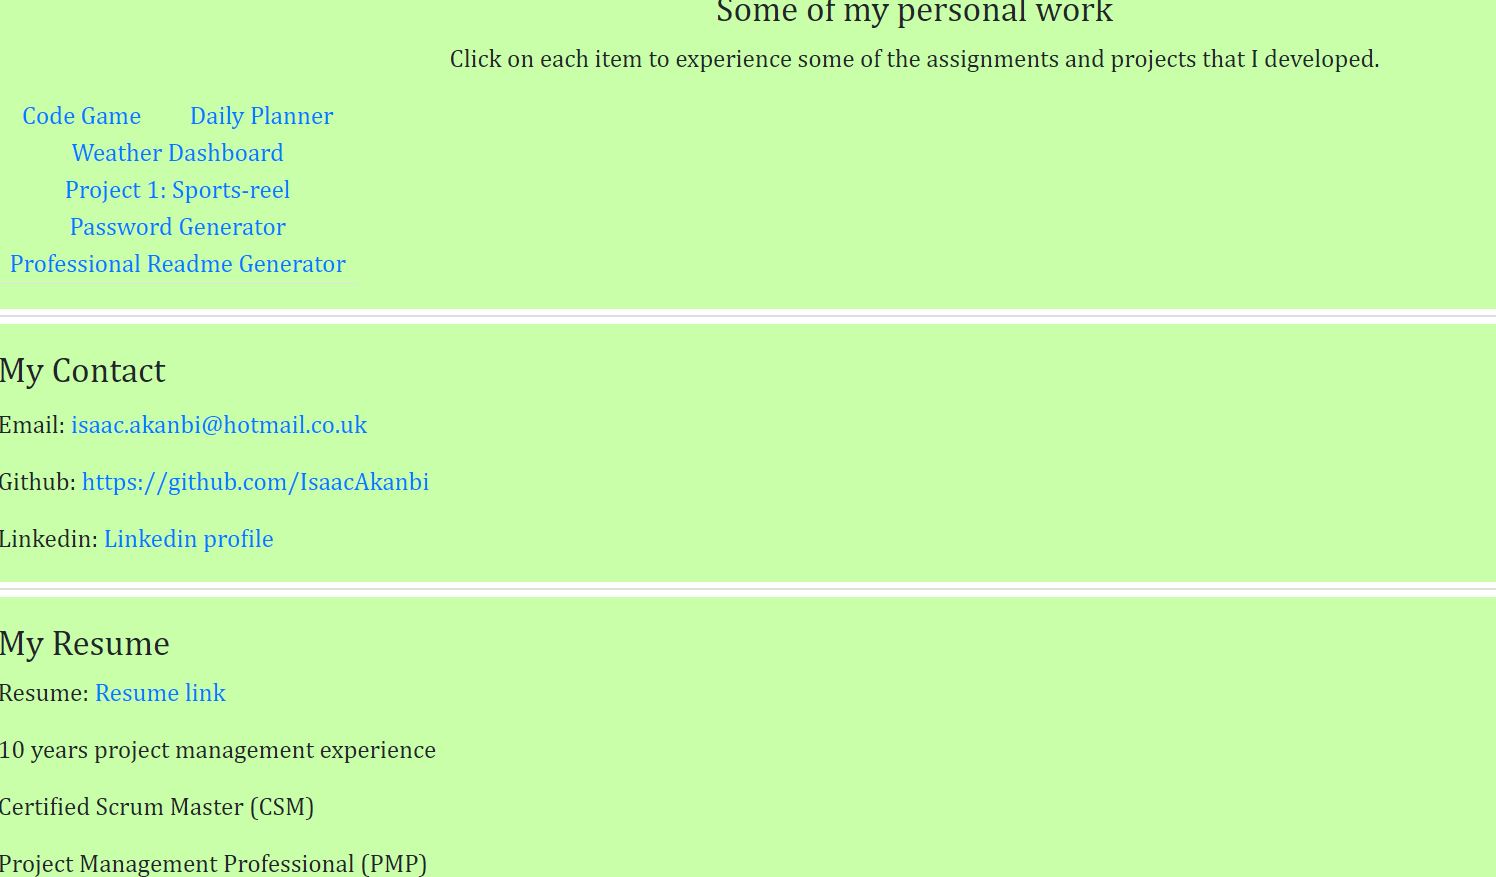 Some of my personal work
Click on each item to experience some of the assignments and projects that I developed.
Code Game Daily Planner
Weather Dashboard
Project 1: Sports-reel
Password Generator
Professional Readme Generator
My Contact
Email: isaac.akanbi@hotmail.co.uk
Github: https://github.com/IsaacAkanbi
Linkedin: Linkedin profile
My Resume
Resume: Resume link
10 years project management experience
Certified Scrum Master (CSM)
Project Management Professional (PMP)